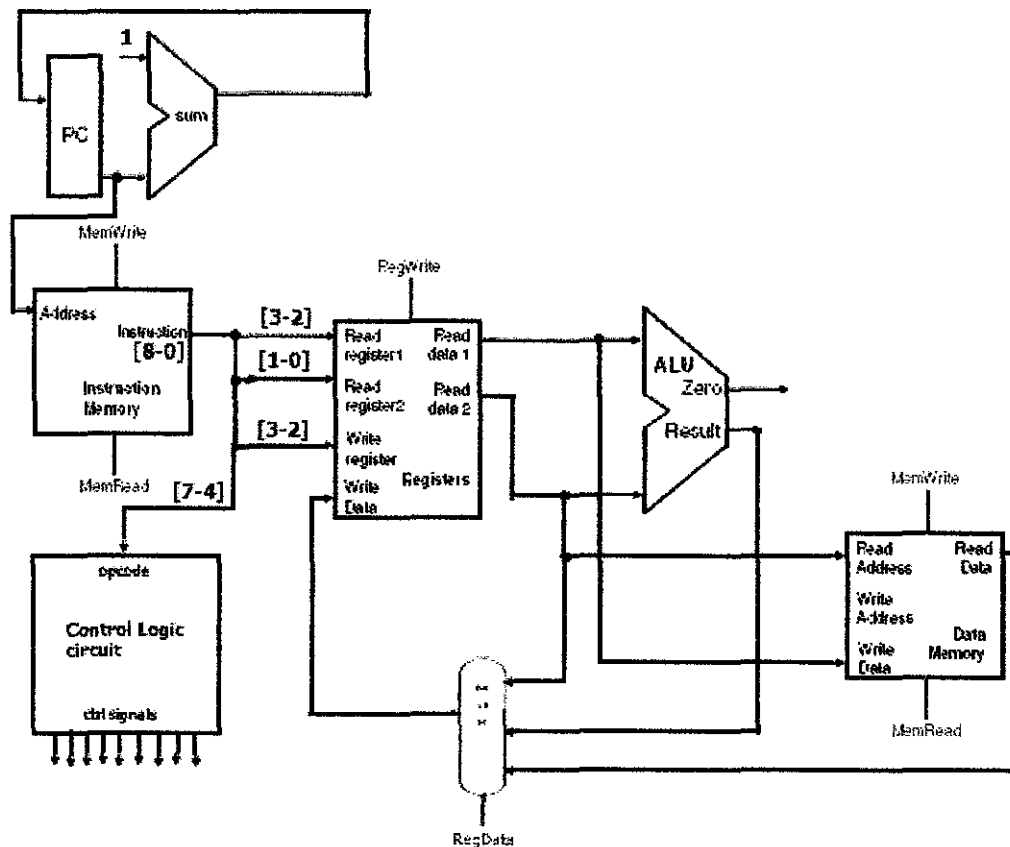 1
sum
PC
MemWrite
Address
Instruction
[8-0]
Instruction
Memory
MemRead
[7-4]
opcode
Control Logic
circuit
ctrl signals
[3-2]
[1-0]
[3-2]
RegWrite
Read
register1
Read
data 1
Read
register2
Read
data 2
Write
register
Registers
Write
Data
ALU
Zero
Result
MemWrite
Read
Address
Read
Data
Write
Address
Data
Memory
Write
Data
MemRead
RegData